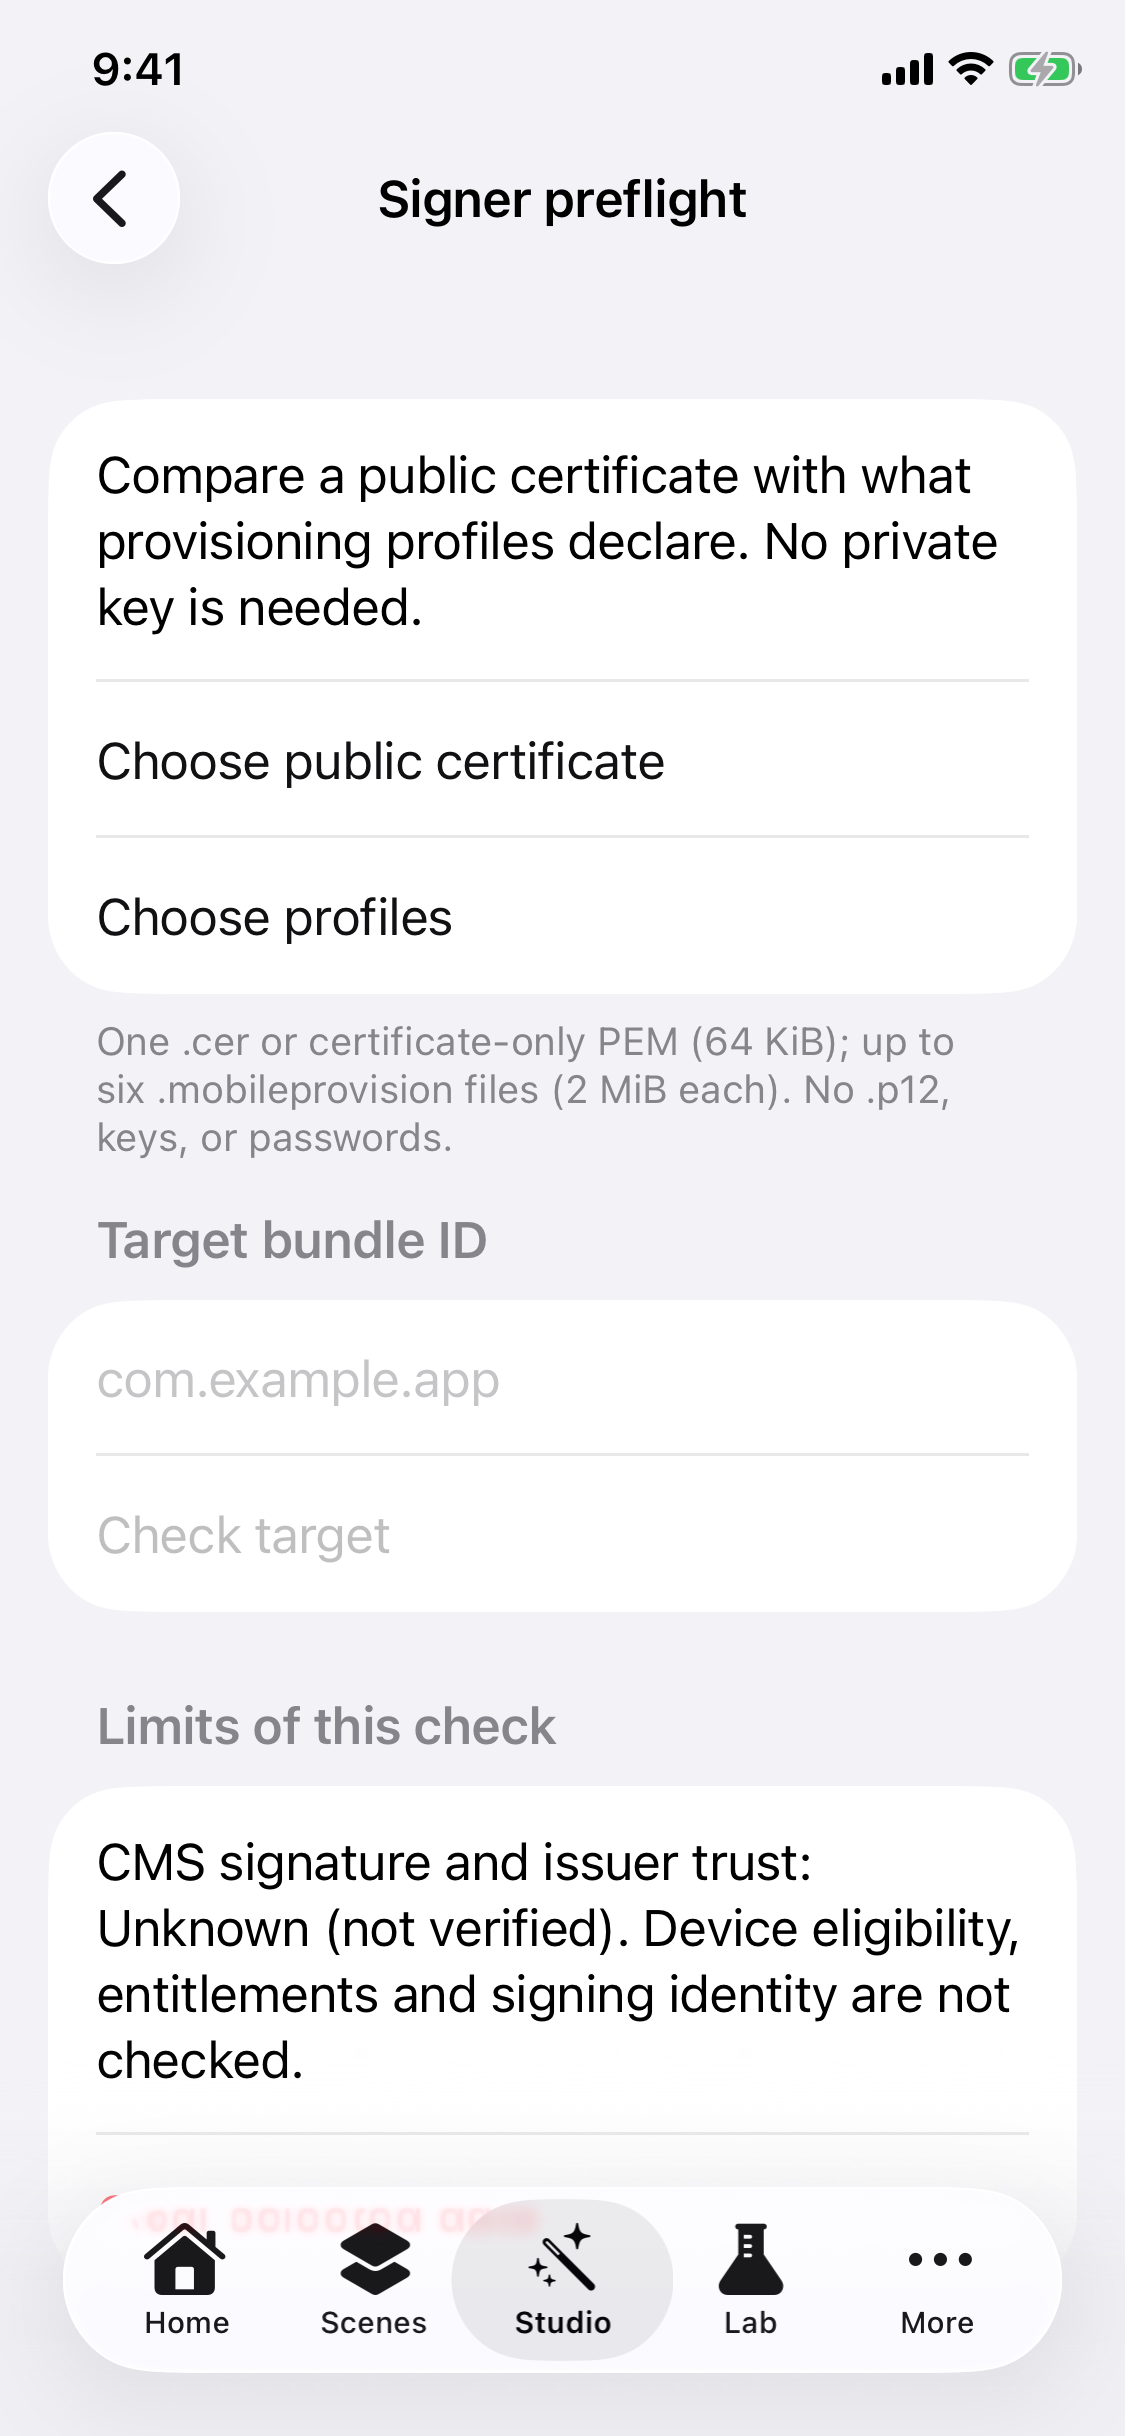 9:41
Signer preflight
Compare a public certificate with what
provisioning profiles declare. No private
key is needed.
Choose public certificate
Choose profiles
One .cer or certificate-only PEM (64 KiB); up to
six .mobileprovision files (2 MiB each). No .p12,
keys, or passwords.
Target bundle ID
com.example.app
Check target
Limits of this check
CMS signature and issuer trust:
Unknown (not verified). Device eligibility,
entitlements and signing identity are not
checked.
Home
Scenes
Studio
Lab
More